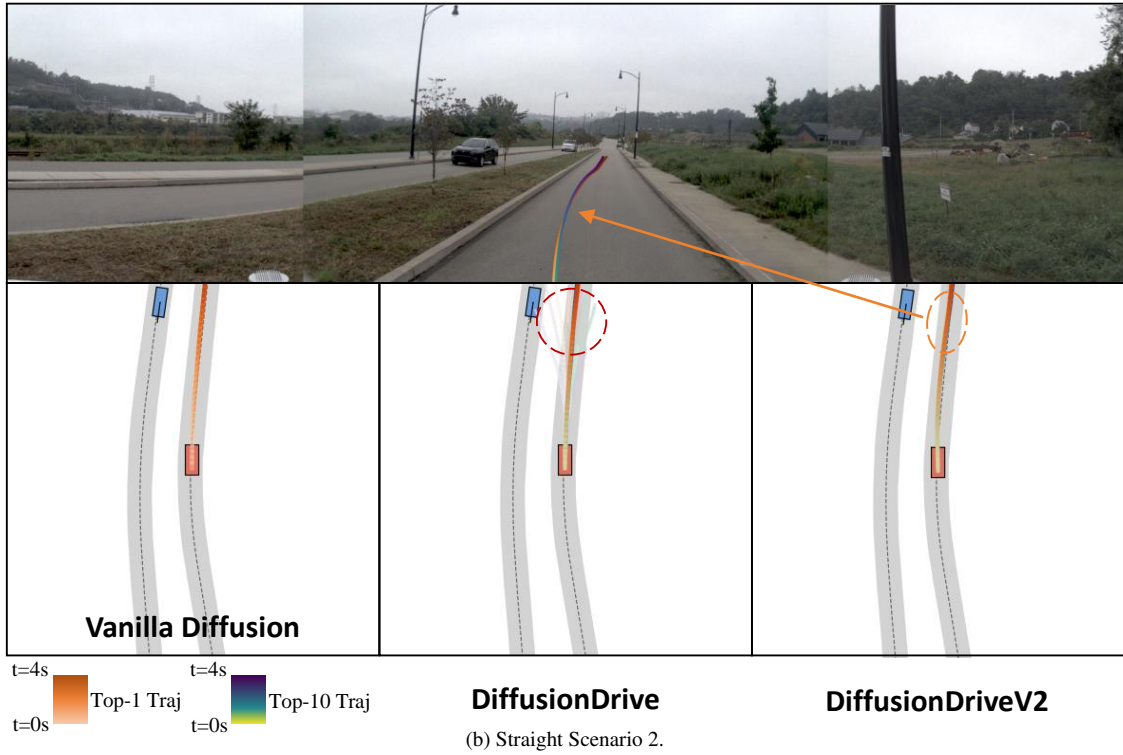 Vanilla Diffusion
t=4s
t=0s
Top-1 Traj
t=4s
t=0s
Top-10 Traj
DiffusionDrive
DiffusionDriveV2
(b) Straight Scenario 2.